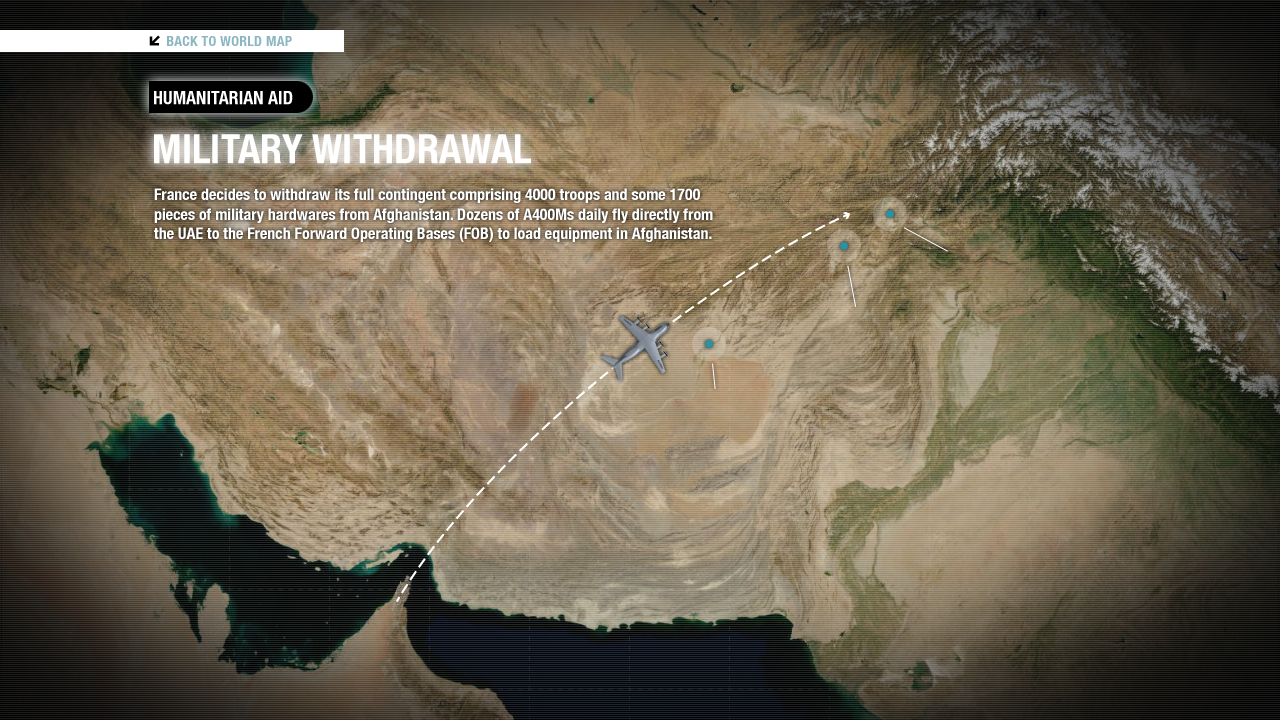 BACK TO WORLD MAP
HUMANITARIAN AID
MILITARY WITHDRAWAL
France decides to withdraw its full contingent comprising 4000 troops and some 1700
pieces of military hardwares from Afghanistan. Dozens of A400Ms daily fly directly from
the UAE to the French Forward Operating Bases (FOB) to load equipment in Afghanistan.